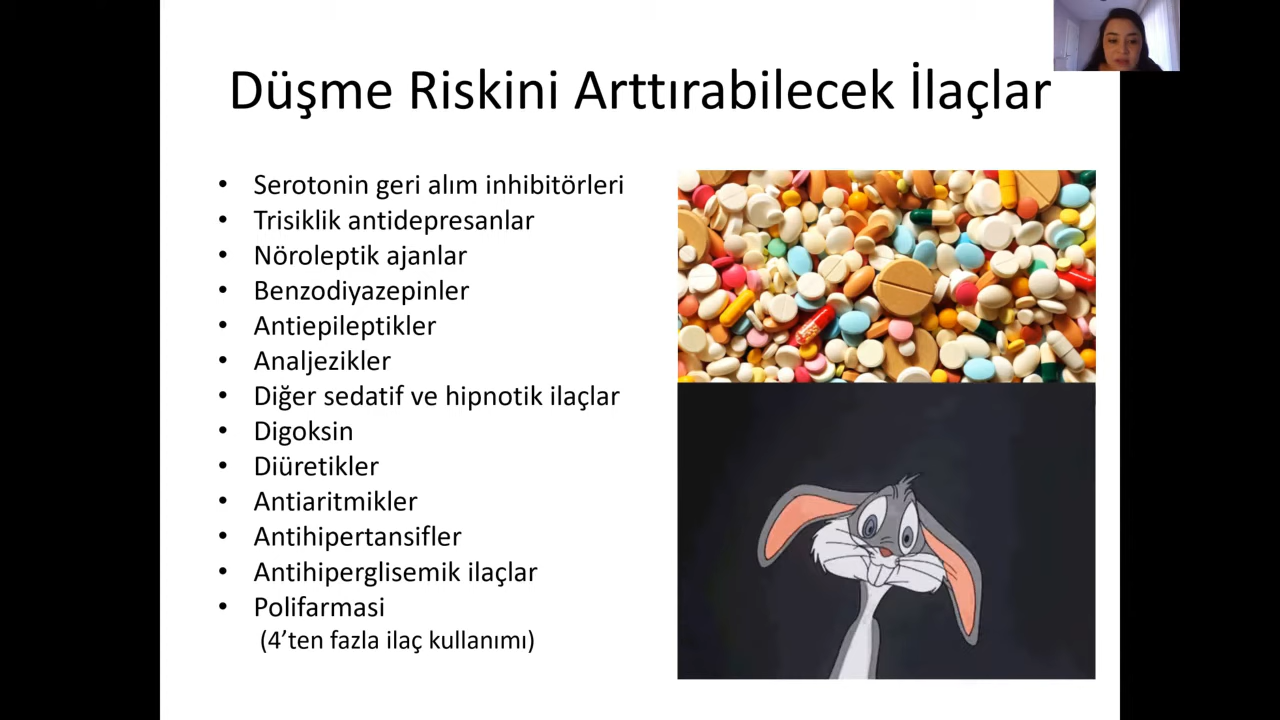 Düşme Riskini Arttırabilecek İlaçlar
• Serotonin geri alım inhibitörleri
• Trisiklik antidepresanlar
• Nöroleptik ajanlar
• Benzodiyazepinler
• Antiepileptikler
• Analjezikler
• Diğer sedatif ve hipnotik ilaçlar
• Digoksin
• Diüretikler
• Antiaritmikler
• Antihipertansifler
• Antihiperglisemik ilaçlar
• Polifarmasi
(4’ten fazla ilaç kullanımı)